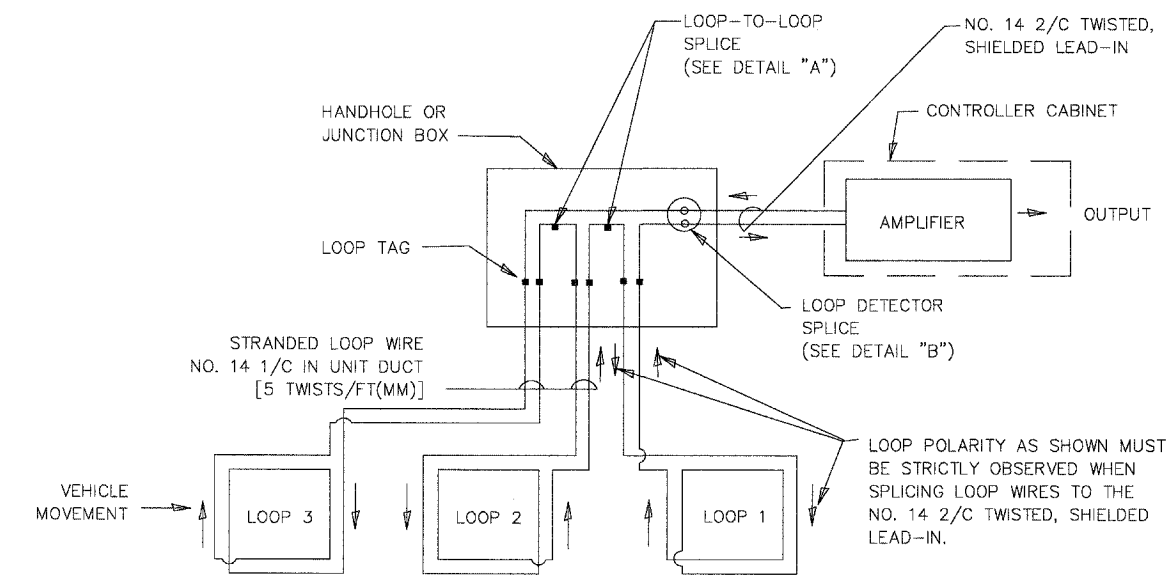 LOOP-TO-LOOP
SPLICE
(SEE DETAIL "A")
NO. 14 2/C TWISTED,
SHIELDED LEAD-IN
HANDHOLE OR
JUNCTION BOX
CONTROLLER CABINET
AMPLIFIER
OUTPUT
LOOP TAG
LOOP DETECTOR
SPLICE
(SEE DETAIL "B")
STRANDED LOOP WIRE
NO. 14 1/C IN UNIT DUCT
[5 TWISTS/FT(MM)]
LOOP POLARITY AS SHOWN MUST
BE STRICTLY OBSERVED WHEN
SPLICING LOOP WIRES TO THE
NO. 14 2/C TWISTED, SHIELDED
LEAD-IN.
VEHICLE
MOVEMENT
LOOP 3
LOOP 2
LOOP 1